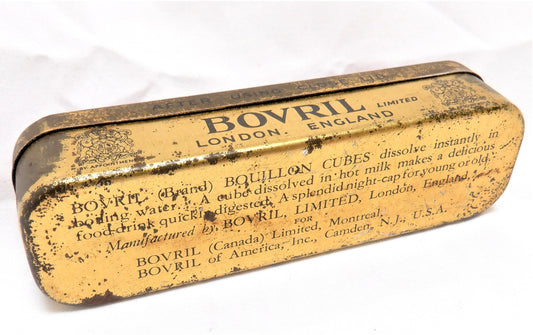 AFTER USING CLOSE LID
BOVRIL LIMITED
LONDON. ENGLAND
BOVRIL (Brand) BOUILLON CUBES dissolve instantly in
boiling water. A cube dissolved in hot milk makes a delicious
food-drink quickly digested. A splendid night-cap for young or old.
Manufactured by BOVRIL, LIMITED, London, England,
FOR
BOVRIL (Canada) Limited, Montreal,
BOVRIL of America, Inc., Camden, N.J., U.S.A.